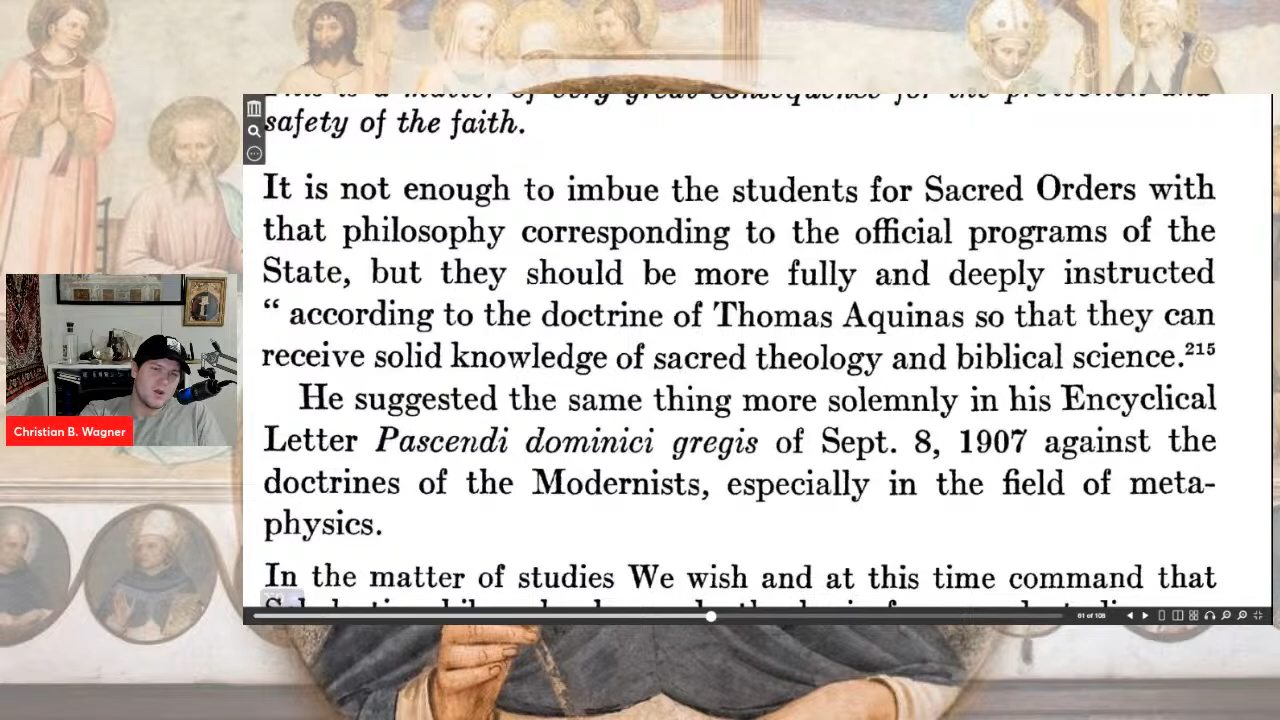 safety of the faith.
It is not enough to imbue the students for Sacred Orders with
that philosophy corresponding to the official programs of the
State, but they should be more fully and deeply instructed
“ according to the doctrine of Thomas Aquinas so that they can
receive solid knowledge of sacred theology and biblical science.²¹⁵
He suggested the same thing more solemnly in his Encyclical
Letter Pascendi dominici gregis of Sept. 8, 1907 against the
doctrines of the Modernists, especially in the field of meta-
physics.
In the matter of studies We wish and at this time command that
Christian B. Wagner
61 of 108